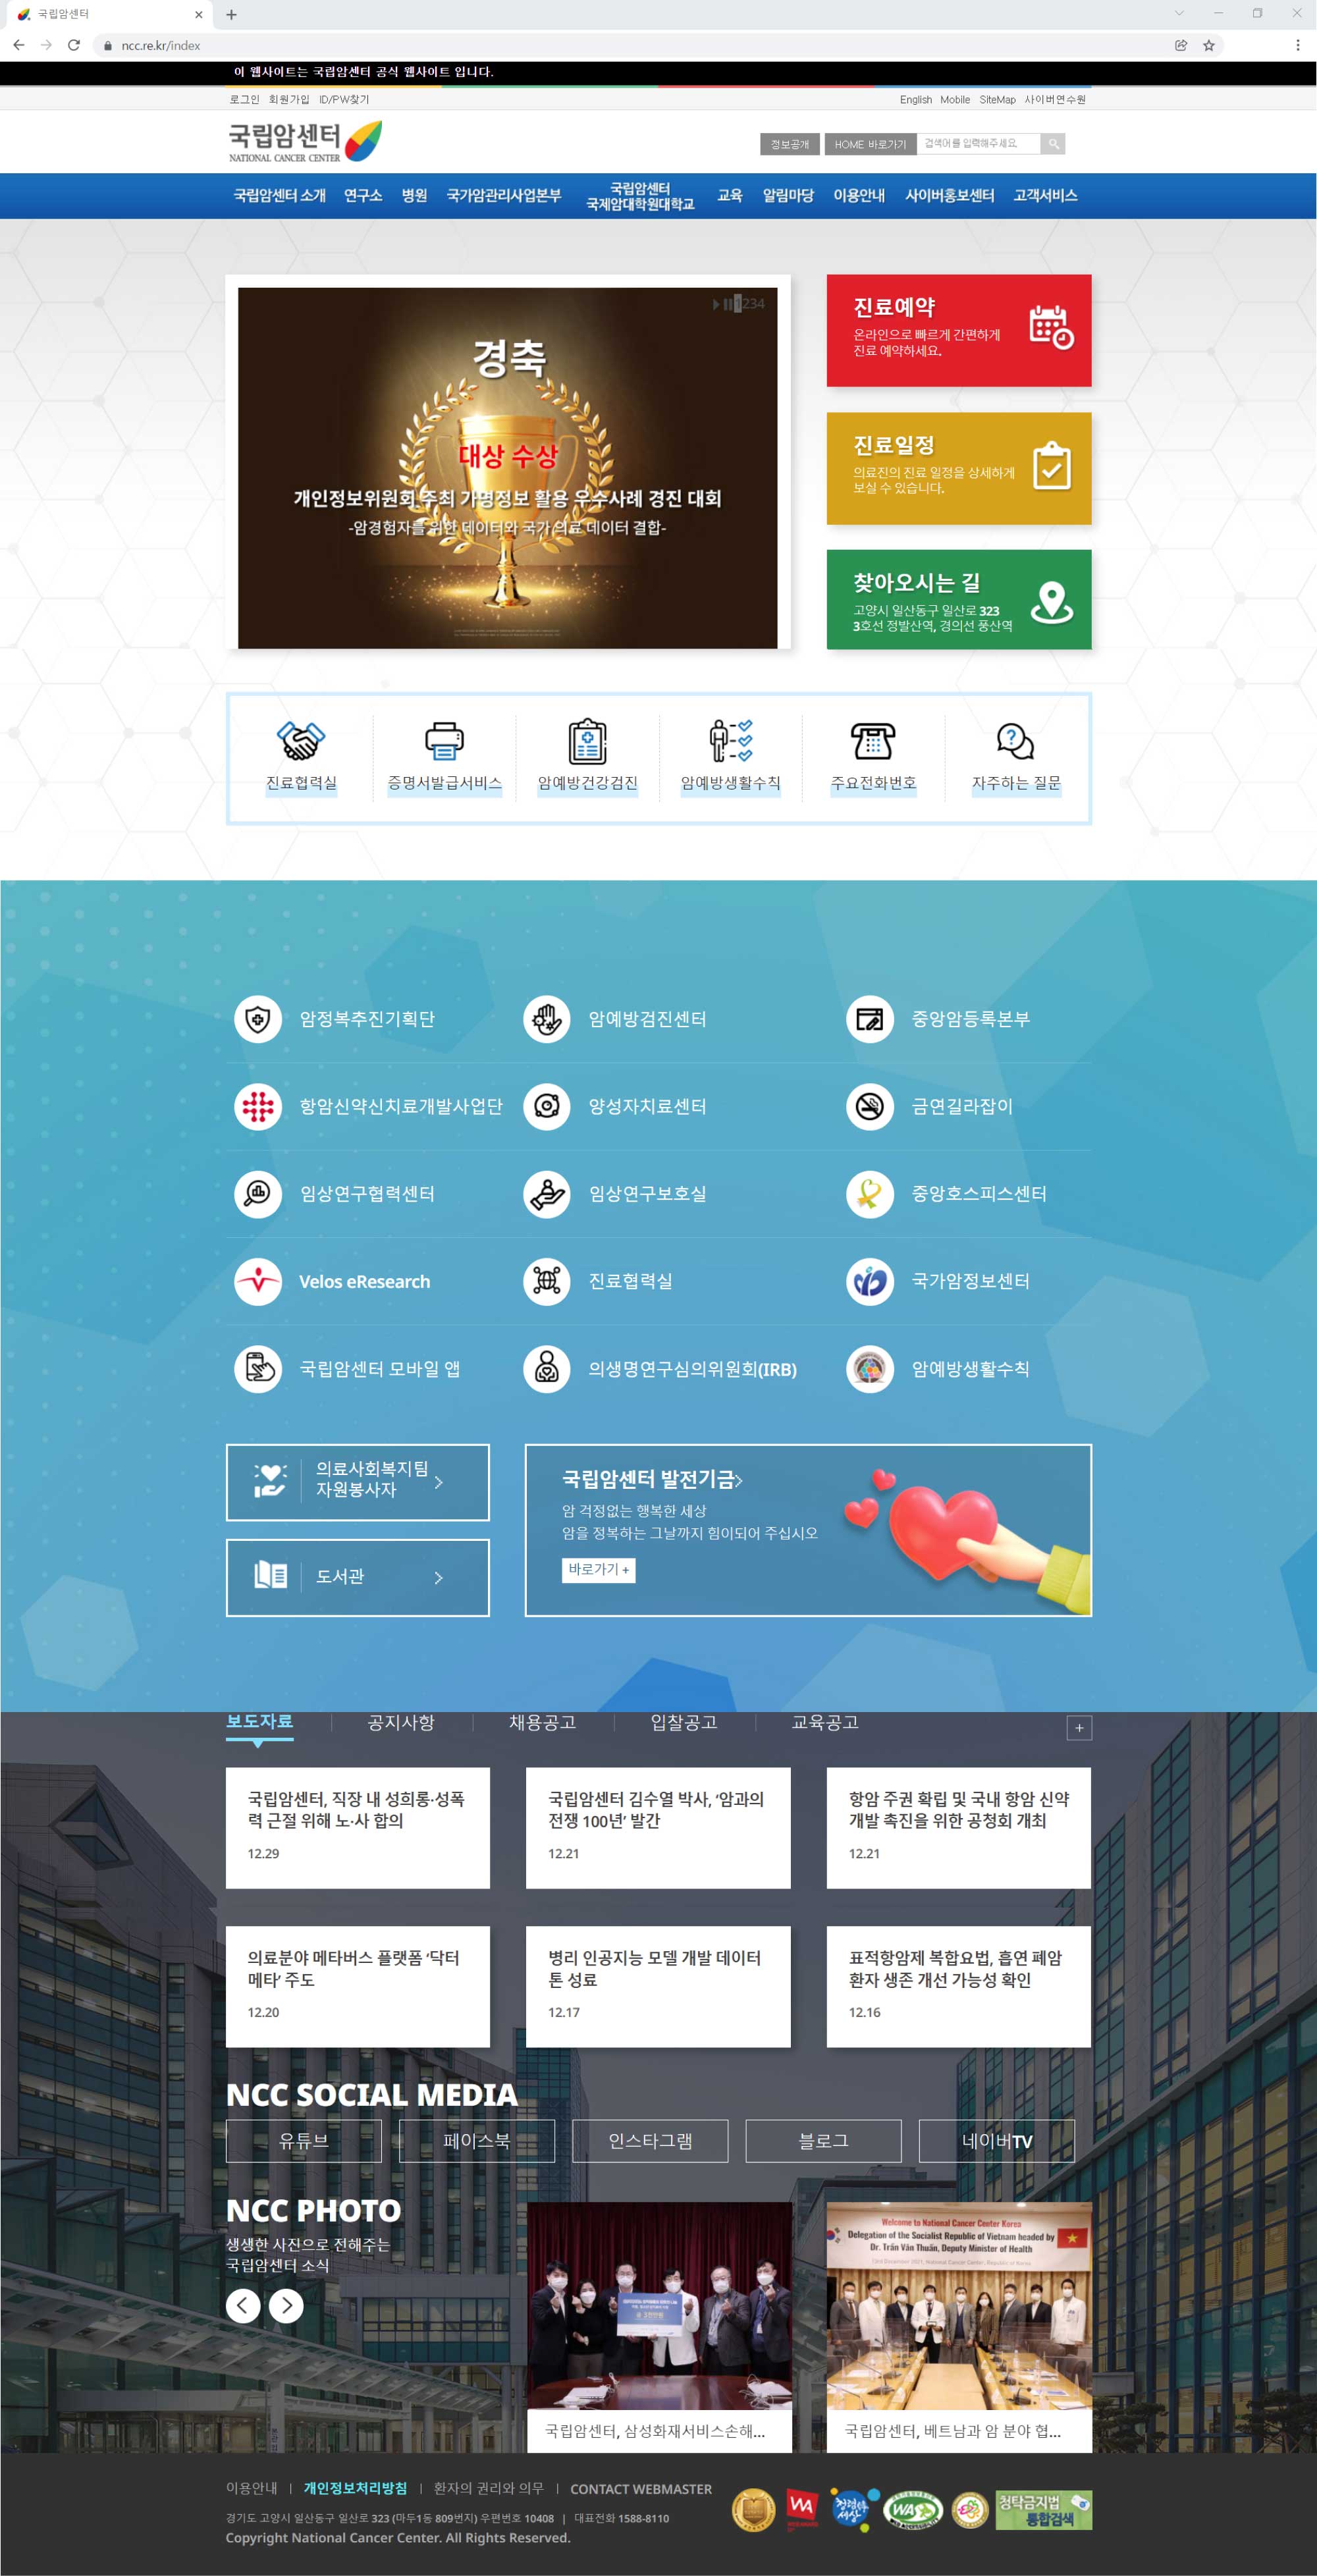 국립암센터
ncc.re.kr/index
이 웹사이트는 국립암센터 공식 웹사이트 입니다.
로그인 회원가입 ID/PW찾기
English Mobile SiteMap 사이버연수원
국립암센터
NATIONAL CANCER CENTER
정보공개
HOME 바로가기
검색어를 입력해주세요
국립암센터 소개
연구소
병원
국가암관리사업본부
국립암센터
국제암대학원대학교
교육
알림마당
이용안내
사이버홍보센터
고객서비스
1234
경축
대상 수상
개인정보위원회 주최 가명정보 활용 우수사례 경진 대회
-암경험자를 위한 데이터와 국가 의료 데이터 결합-
진료예약
온라인으로 빠르게 간편하게
진료 예약하세요.
진료일정
의료진의 진료 일정을 상세하게
보실 수 있습니다.
찾아오시는 길
고양시 일산동구 일산로 323
3호선 정발산역, 경의선 풍산역
진료협력실
증명서발급서비스
암예방건강검진
암예방생활수칙
주요전화번호
자주하는 질문
암정복추진기획단
암예방검진센터
중앙암등록본부
항암신약신치료개발사업단
양성자치료센터
금연길라잡이
임상연구협력센터
임상연구보호실
중앙호스피스센터
Velos eResearch
진료협력실
국가암정보센터
국립암센터 모바일 앱
의생명연구심의위원회(IRB)
암예방생활수칙
의료사회복지팀
자원봉사자
도서관
국립암센터 발전기금
암 걱정없는 행복한 세상
암을 정복하는 그날까지 힘이되어 주십시오
바로가기 +
보도자료
공지사항
채용공고
입찰공고
교육공고
+
국립암센터, 직장 내 성희롱·성폭
력 근절 위해 노·사 합의
12.29
국립암센터 김수열 박사, ‘암과의
전쟁 100년’ 발간
12.21
항암 주권 확립 및 국내 항암 신약
개발 촉진을 위한 공청회 개최
12.21
의료분야 메타버스 플랫폼 ‘닥터
메타’ 주도
12.20
병리 인공지능 모델 개발 데이터
톤 성료
12.17
표적항암제 복합요법, 흡연 폐암
환자 생존 개선 가능성 확인
12.16
NCC SOCIAL MEDIA
유튜브
페이스북
인스타그램
블로그
네이버TV
NCC PHOTO
생생한 사진으로 전해주는
국립암센터 소식
Welcome to National Cancer Center Korea
Delegation of the Socialist Republic of Vietnam headed by
Dr. Trần Văn Thuấn, Deputy Minister of Health
국립암센터, 삼성화재서비스손해...
국립암센터, 베트남과 암 분야 협...
이용안내 | 개인정보처리방침 | 환자의 권리와 의무 | CONTACT WEBMASTER
경기도 고양시 일산동구 일산로 323 (마두1동 809번지) 우편번호 10408 | 대표전화 1588-8110
Copyright National Cancer Center. All Rights Reserved.
WA
청렴세상
WA
청탁금지법
통합검색